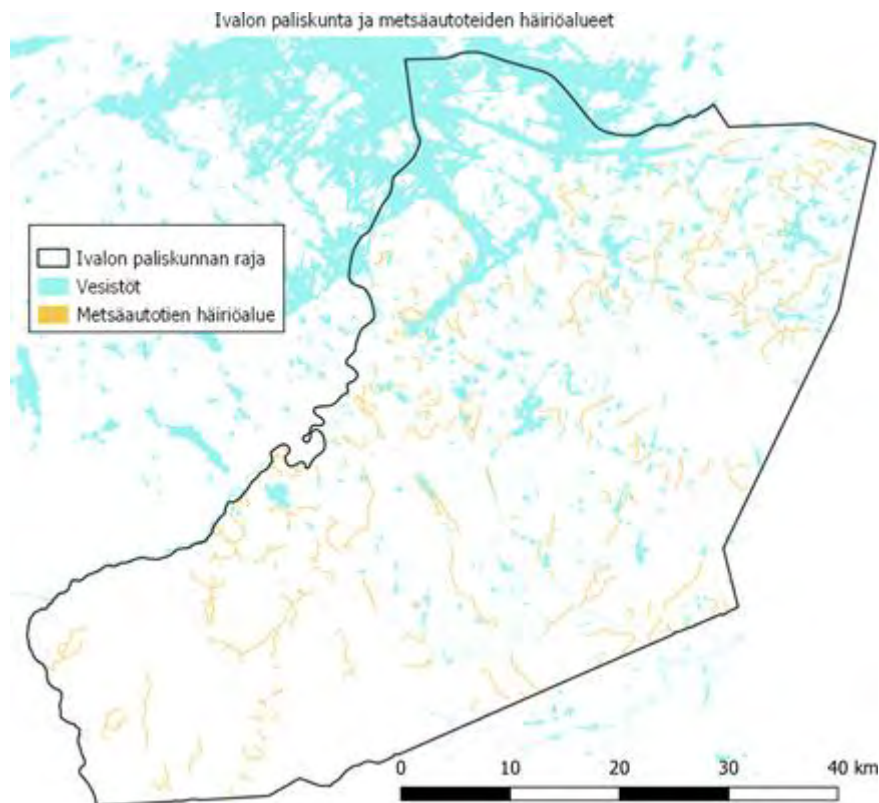 Ivalon paliskunta ja metsäautoteiden häiriöalueet
Ivalon paliskunnan raja
Vesistöt
Metsäautotien häiriöalue
0 10 20 30 40 km